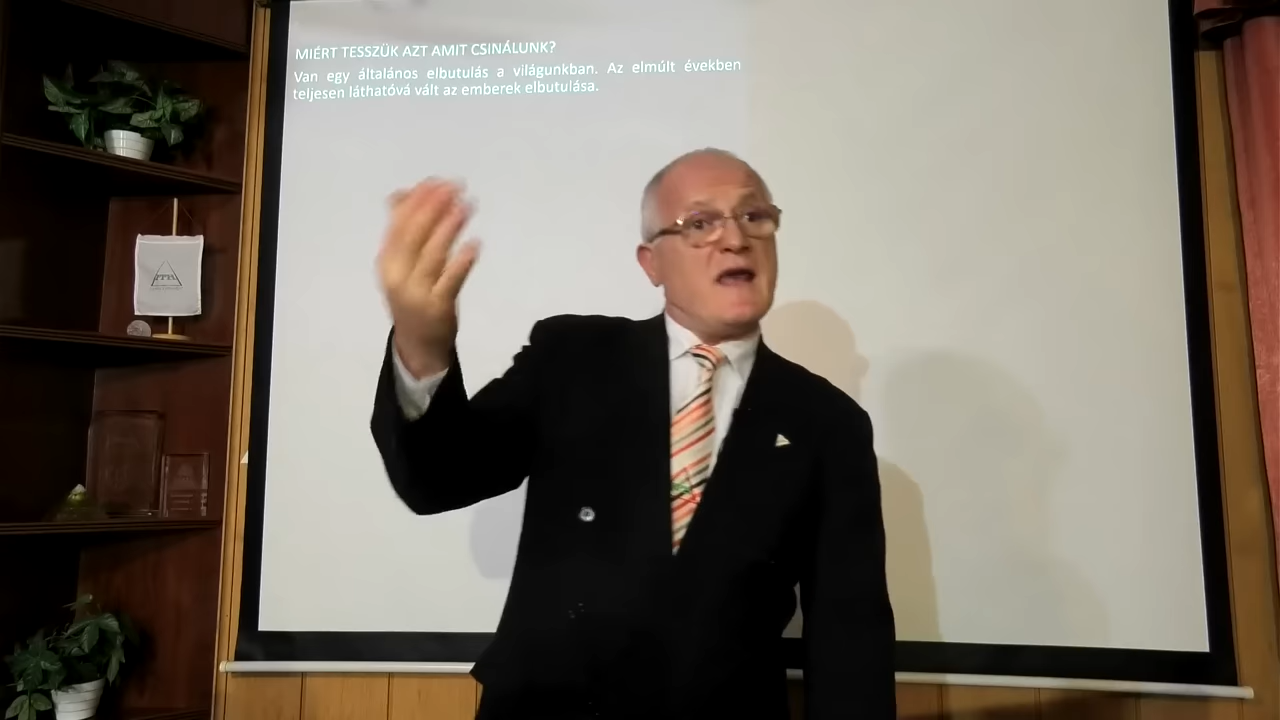 MIÉRT TESSZÜK AZT AMIT CSINÁLUNK?
Van egy általános elbutulás a világunkban. Az elmúlt években
teljesen láthatóvá vált az emberek elbutulása.